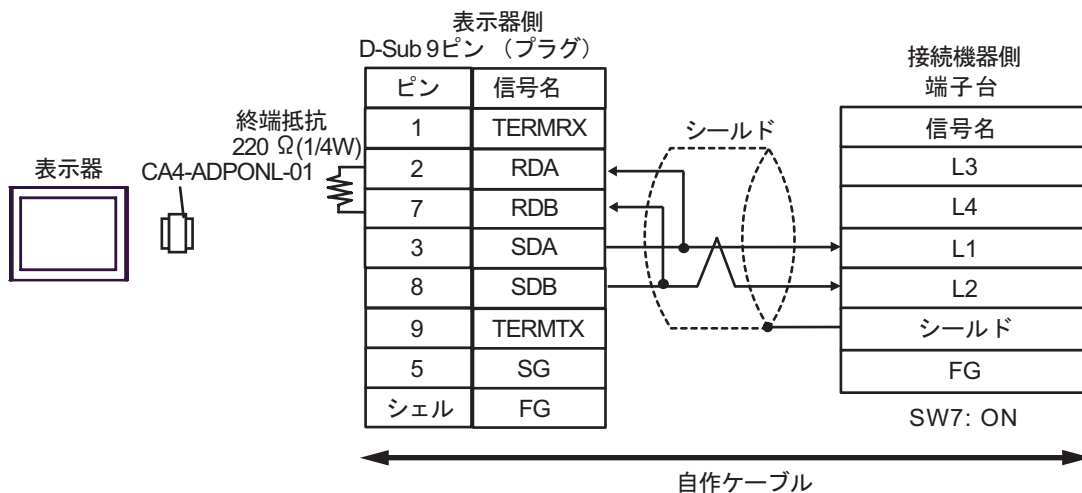 表示器側
D-Sub 9ピン （プラグ）
接続機器側
端子台
ピン 信号名
信号名
終端抵抗
220 Ω(1/4W)
1 TERMRX
シールド
表示器 CA4-ADPONL-01
2 RDA
L3
7 RDB
L4
3 SDA
L1
8 SDB
L2
9 TERMTX
シールド
5 SG
FG
シェル FG
SW7: ON
自作ケーブル